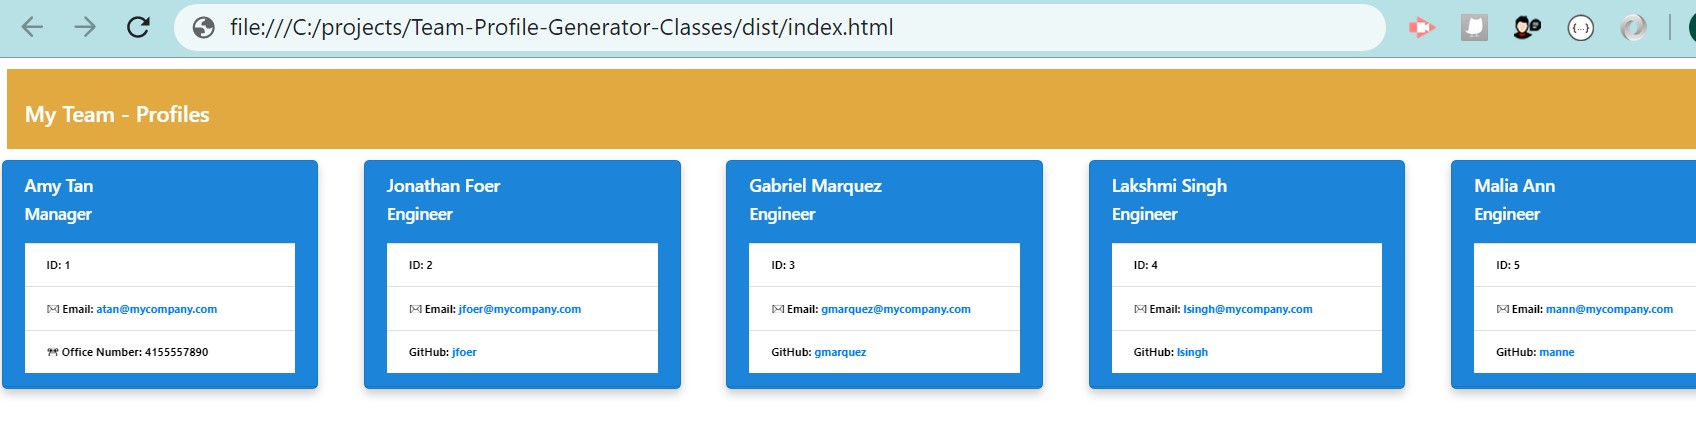 file:///C:/projects/Team-Profile-Generator-Classes/dist/index.html
{...}
My Team - Profiles
Amy Tan
Manager
ID: 1
✉ Email: atan@mycompany.com
☎ Office Number: 4155557890
Jonathan Foer
Engineer
ID: 2
✉ Email: jfoer@mycompany.com
GitHub: jfoer
Gabriel Marquez
Engineer
ID: 3
✉ Email: gmarquez@mycompany.com
GitHub: gmarquez
Lakshmi Singh
Engineer
ID: 4
✉ Email: lsingh@mycompany.com
GitHub: lsingh
Malia Ann
Engineer
ID: 5
✉ Email: mann@mycompany.com
GitHub: manne